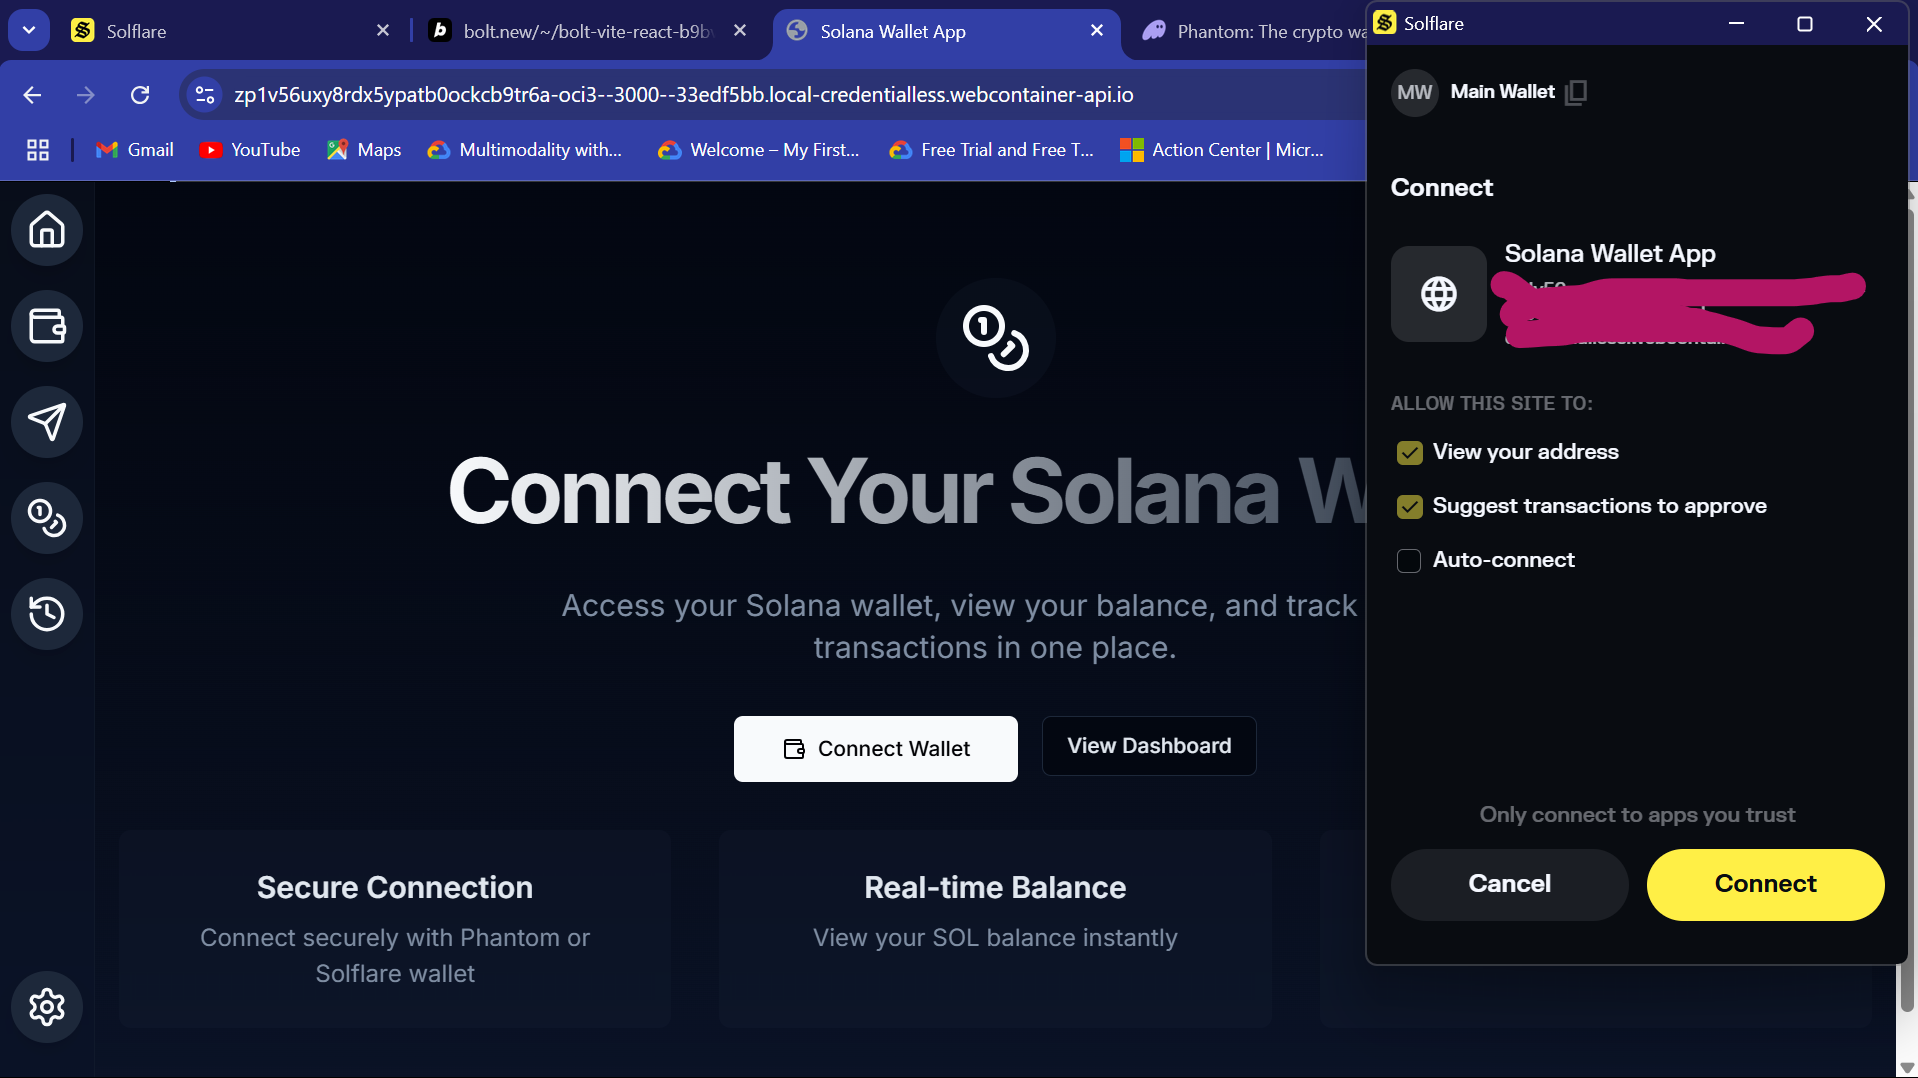 Solflare
bolt.new/~/bolt-vite-react-b9b
Solana Wallet App
Phantom: The crypto wa
zp1v56uxy8rdx5ypatb0ockcb9tr6a-oci3--3000--33edf5bb.local-credentialless.webcontainer-api.io
Gmail
YouTube
Maps
Multimodality with...
Welcome – My First...
Free Trial and Free T...
Action Center | Micr...
Connect Your Solana W
Access your Solana wallet, view your balance, and track
transactions in one place.
Connect Wallet
View Dashboard
Secure Connection
Connect securely with Phantom or
Solflare wallet
Real-time Balance
View your SOL balance instantly
Solflare
MW
Main Wallet
Connect
Solana Wallet App
ALLOW THIS SITE TO:
View your address
Suggest transactions to approve
Auto-connect
Only connect to apps you trust
Cancel
Connect